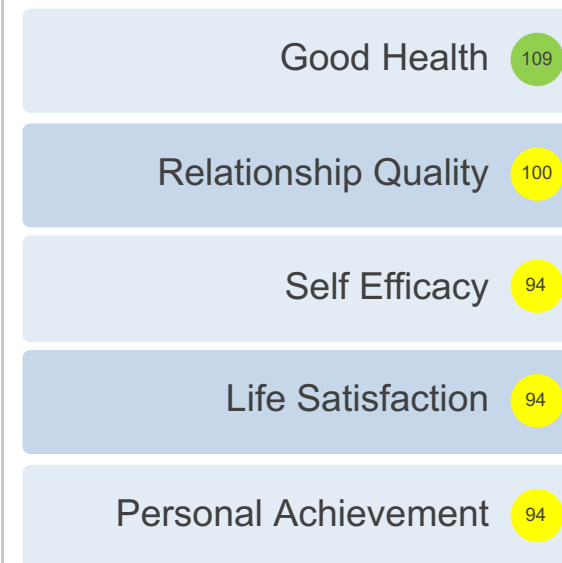 Good Health 109
Relationship Quality 100
Self Efficacy 94
Life Satisfaction 94
Personal Achievement 94